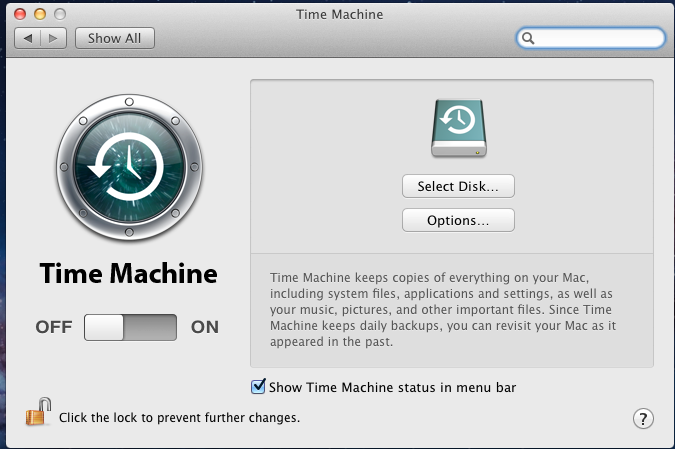 Time Machine
Show All
Select Disk...
Options...
Time Machine
OFF ON
Time Machine keeps copies of everything on your Mac,
including system files, applications and settings, as well as
your music, pictures, and other important files. Since Time
Machine keeps daily backups, you can revisit your Mac as it
appeared in the past.
Show Time Machine status in menu bar
Click the lock to prevent further changes.
?